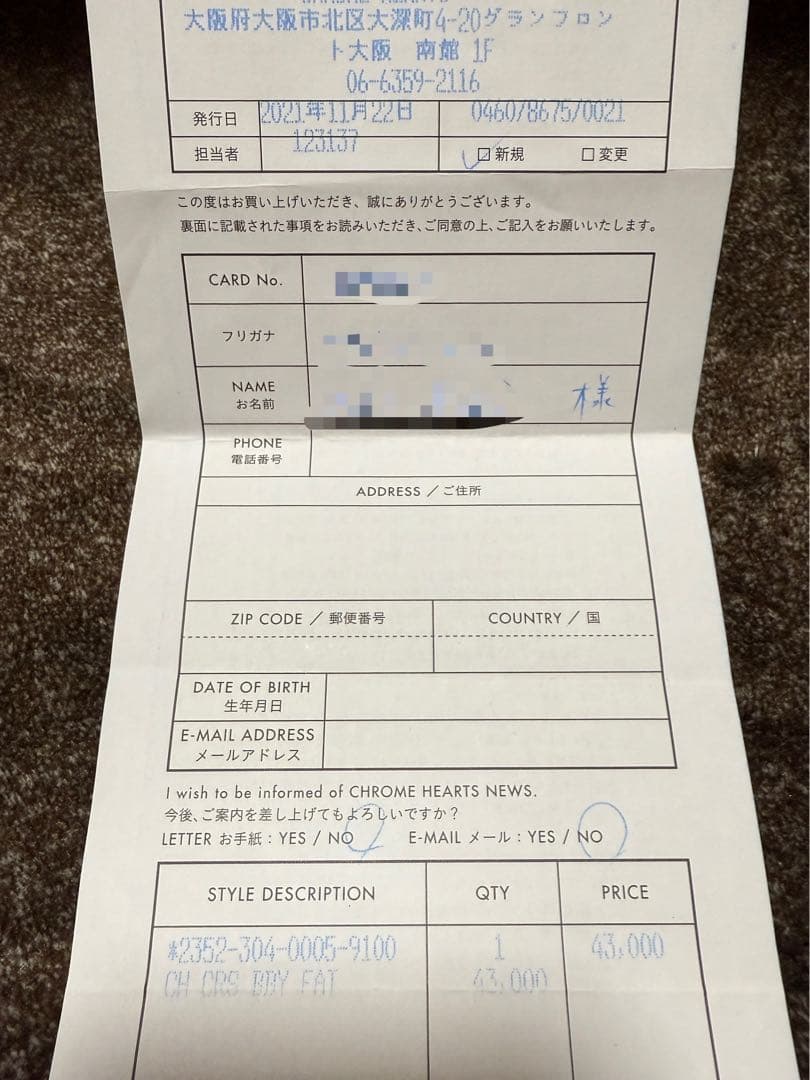 大阪府大阪市北区大深町4-20グランフロン
ト大阪 南館 1F
06-6359-2116
発行日 2021年11月22日 0460/8675/0021
担当者 123137 ☑ 新規 □ 変更
この度はお買い上げいただき、誠にありがとうございます。
裏面に記載された事項をお読みいただき、ご同意の上、ご記入をお願いいたします。
CARD No.
フリガナ
NAME
お名前 様
PHONE
電話番号
ADDRESS / ご住所
ZIP CODE / 郵便番号 COUNTRY / 国
DATE OF BIRTH
生年月日
E-MAIL ADDRESS
メールアドレス
I wish to be informed of CHROME HEARTS NEWS.
今後、ご案内を差し上げてもよろしいですか？
LETTER お手紙：YES / NO E-MAIL メール：YES / NO
STYLE DESCRIPTION QTY PRICE
*2352-304-0005-9100 1 43,000
CH CRS BBY FAT 43,000